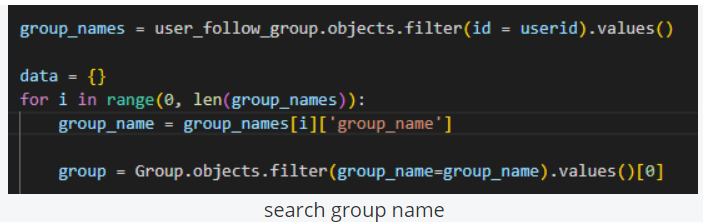 group_names = user_follow_group.objects.filter(id = userid).values()
data = {}
for i in range(0, len(group_names)):
group_name = group_names[i]['group_name']
group = Group.objects.filter(group_name=group_name).values()[0]
search group name